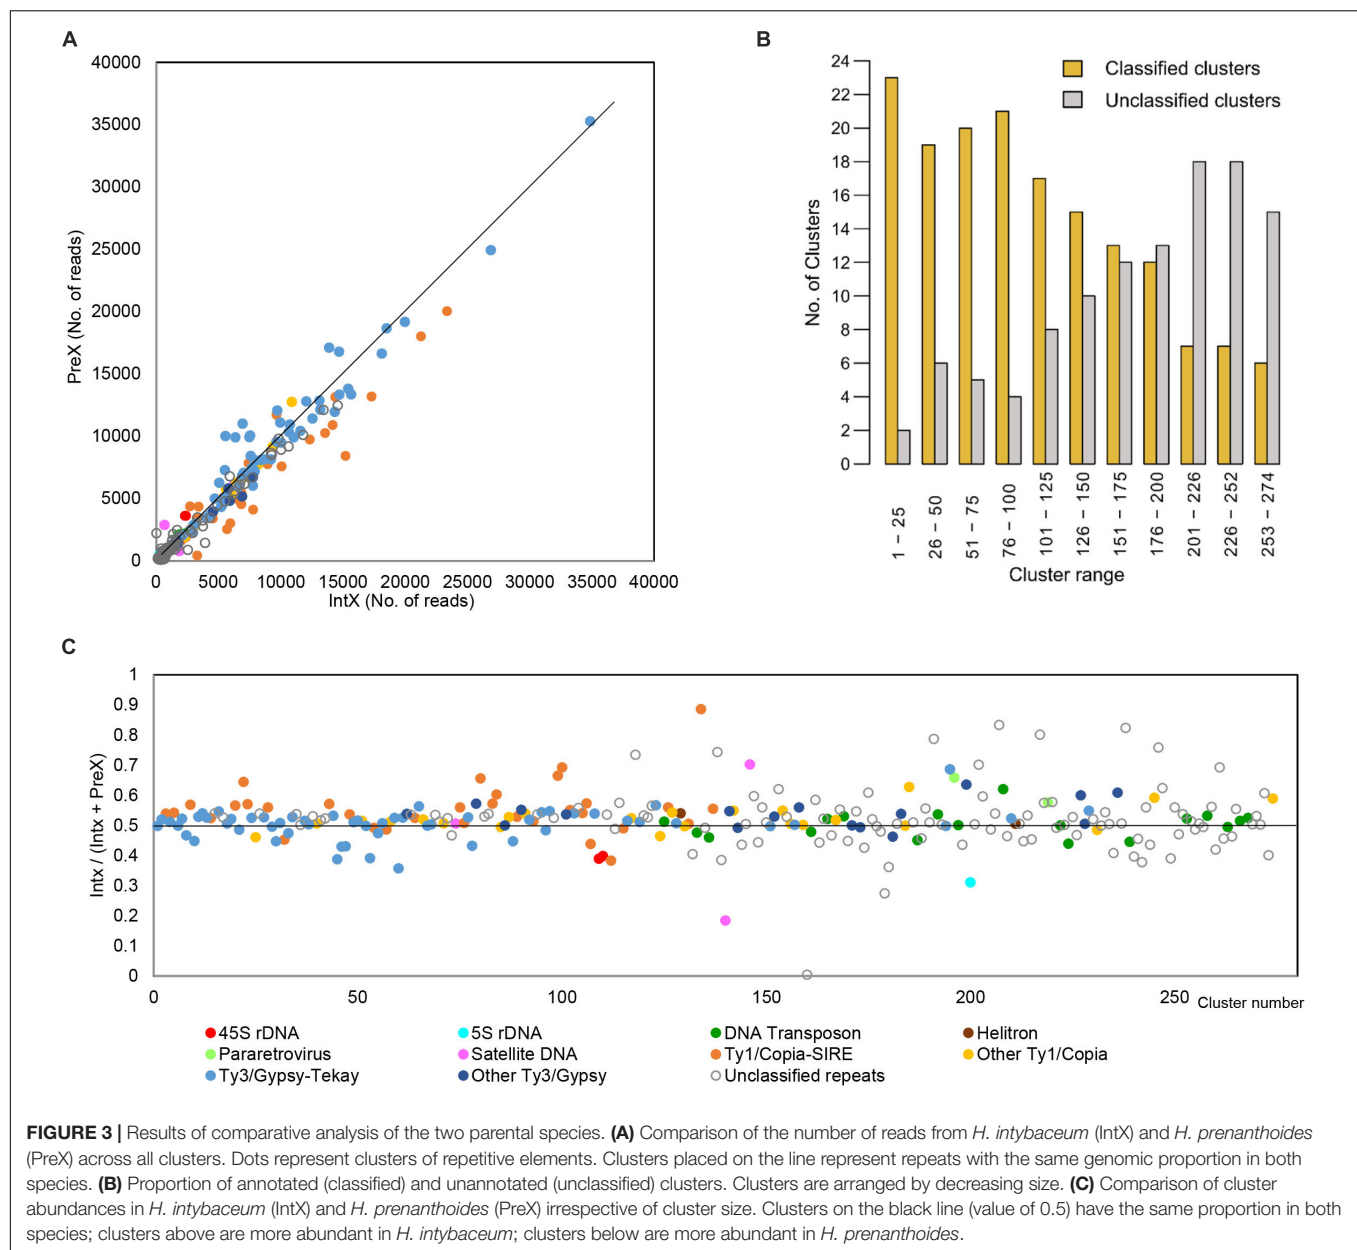 A
40000
35000
30000
25000
20000
15000
10000
5000
0
PreX (No. of reads)
0 5000 10000 15000 20000 25000 30000 35000 40000
IntX (No. of reads)
B
Classified clusters
Unclassified clusters
24
22
20
18
16
14
12
10
8
6
4
2
0
No. of Clusters
1 – 25
26 – 50
51 – 75
76 – 100
101 – 125
126 – 150
151 – 175
176 – 200
201 – 226
226 – 252
253 – 274
Cluster range
C
1
0.9
0.8
0.7
0.6
0.5
0.4
0.3
0.2
0.1
0
Intx / (Intx + PreX)
0 50 100 150 200 250 Cluster number
45S rDNA 5S rDNA DNA Transposon Helitron
Pararetrovirus Satellite DNA Ty1/Copia-SIRE Other Ty1/Copia
Ty3/Gypsy-Tekay Other Ty3/Gypsy Unclassified repeats
FIGURE 3 | Results of comparative analysis of the two parental species. (A) Comparison of the number of reads from H. intybaceum (IntX) and H. prenanthoides
(PreX) across all clusters. Dots represent clusters of repetitive elements. Clusters placed on the line represent repeats with the same genomic proportion in both
species. (B) Proportion of annotated (classified) and unannotated (unclassified) clusters. Clusters are arranged by decreasing size. (C) Comparison of cluster
abundances in H. intybaceum (IntX) and H. prenanthoides (PreX) irrespective of cluster size. Clusters on the black line (value of 0.5) have the same proportion in both
species; clusters above are more abundant in H. intybaceum; clusters below are more abundant in H. prenanthoides.